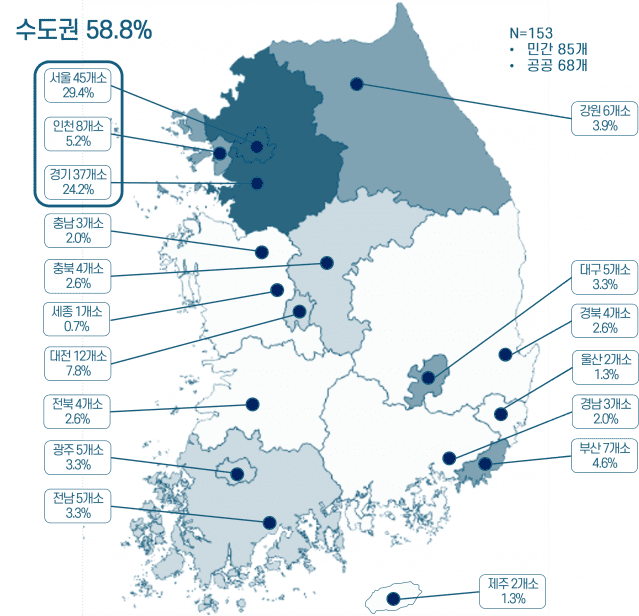 수도권 58.8%
N=153
• 민간 85개
• 공공 68개
서울 45개소
29.4%
인천 8개소
5.2%
경기 37개소
24.2%
충남 3개소
2.0%
충북 4개소
2.6%
세종 1개소
0.7%
대전 12개소
7.8%
전북 4개소
2.6%
광주 5개소
3.3%
전남 5개소
3.3%
강원 6개소
3.9%
대구 5개소
3.3%
경북 4개소
2.6%
울산 2개소
1.3%
경남 3개소
2.0%
부산 7개소
4.6%
제주 2개소
1.3%